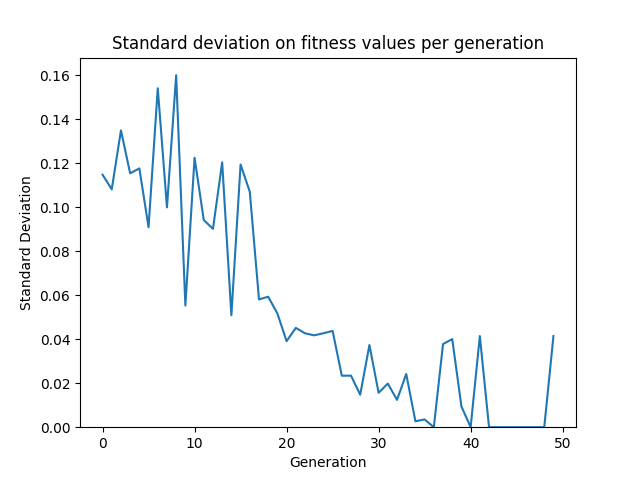 Standard deviation on fitness values per generation
0.16
0.14
0.12
0.10
0.08
0.06
0.04
0.02
0.00
Standard Deviation
0 10 20 30 40 50
Generation